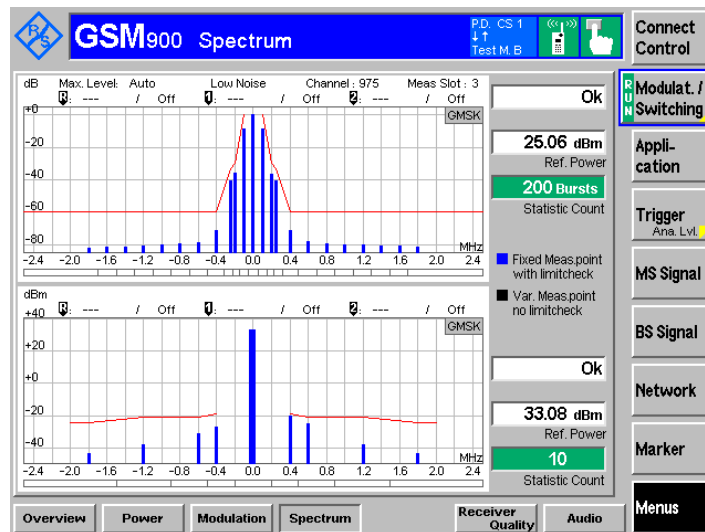 R S
GSM900 Spectrum
P.D. CS 1
↓↑
Test M. B
Connect
Control
dB Max. Level: Auto Low Noise Channel : 975 Meas Slot : 3
R: --- / Off 1: --- / Off 2: --- / Off
GMSK
+0
-20
-40
-60
-80
MHz
-2.4 -2.0 -1.6 -1.2 -0.8 -0.4 0.0 0.4 0.8 1.2 1.6 2.0 2.4
Ok
25.06 dBm
Ref. Power
200 Bursts
Statistic Count
Fixed Meas.point
with limitcheck
Var. Meas.point
no limitcheck
dBm
R: --- / Off 1: --- / Off 2: --- / Off
GMSK
+40
+20
+0
-20
-40
MHz
-2.4 -2.0 -1.6 -1.2 -0.8 -0.4 0.0 0.4 0.8 1.2 1.6 2.0 2.4
Ok
33.08 dBm
Ref. Power
10
Statistic Count
RUN
Modulat. /
Switching
Appli-
cation
Trigger
Ana. Lvl.
MS Signal
BS Signal
Network
Marker
Menus
Overview Power Modulation Spectrum Receiver Quality Audio